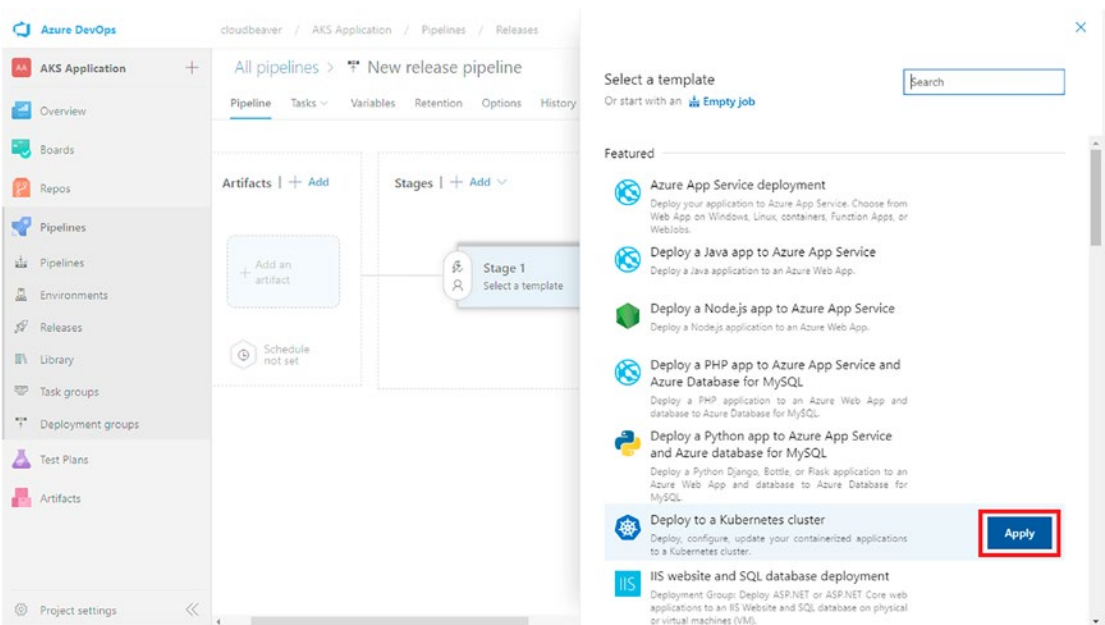 Azure DevOps
cloudbeaver / AKS Application / Pipelines / Releases
AA AKS Application
All pipelines > New release pipeline
Pipeline Tasks Variables Retention Options History
Overview
Boards
Repos
Pipelines
Pipelines
Environments
Releases
Library
Task groups
Deployment groups
Test Plans
Artifacts
Project settings
Artifacts | + Add
Stages | + Add
Add an
artifact
Schedule
not set
Stage 1
Select a template
Select a template
Search
Or start with an Empty job
Featured
Azure App Service deployment
Deploy your application to Azure App Service. Choose from
Web App on Windows, Linux, containers, Function Apps, or
WebJobs.
Deploy a Java app to Azure App Service
Deploy a Java application to an Azure Web App.
Deploy a Node.js app to Azure App Service
Deploy a Node.js application to an Azure Web App.
Deploy a PHP app to Azure App Service and
Azure Database for MySQL
Deploy a PHP application to an Azure Web App and
database to Azure Database for MySQL.
Deploy a Python app to Azure App Service
and Azure database for MySQL
Deploy a Python Django, Bottle, or Flask application to an
Azure Web App and database to Azure Database for
MySQL.
Deploy to a Kubernetes cluster
Deploy, configure, update your containerized applications
to a Kubernetes cluster.
Apply
IIS
IIS website and SQL database deployment
Deployment Group: Deploy ASP.NET or ASP.NET Core web
applications to an IIS Website and SQL database on physical
or virtual machines (VM).